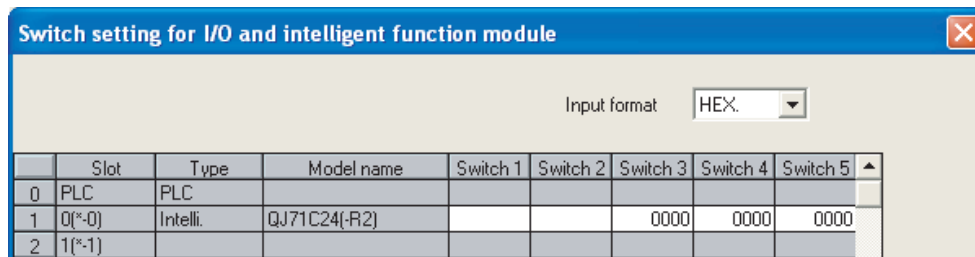 Switch setting for I/O and intelligent function module
Input format HEX.
Slot Type Model name Switch 1 Switch 2 Switch 3 Switch 4 Switch 5
0 PLC PLC
1 0(*-0) Intelli. QJ71C24(-R2) 0000 0000 0000
2 1(*-1)